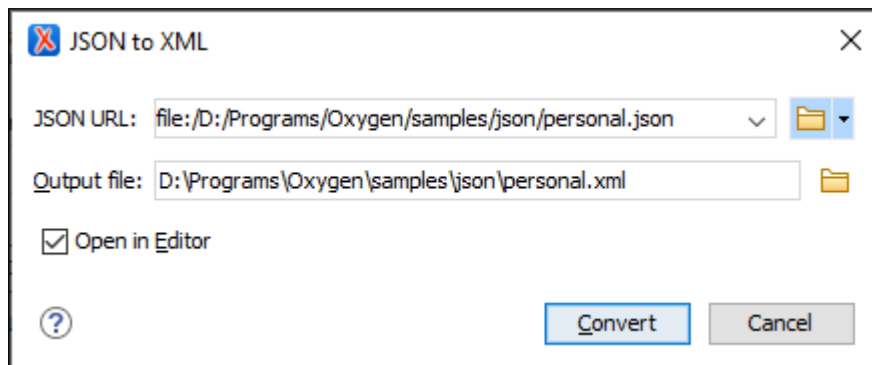 JSON to XML
JSON URL: file:/D:/Programs/Oxygen/samples/json/personal.json
Output file: D:\Programs\Oxygen\samples\json\personal.xml
Open in Editor
? Convert Cancel